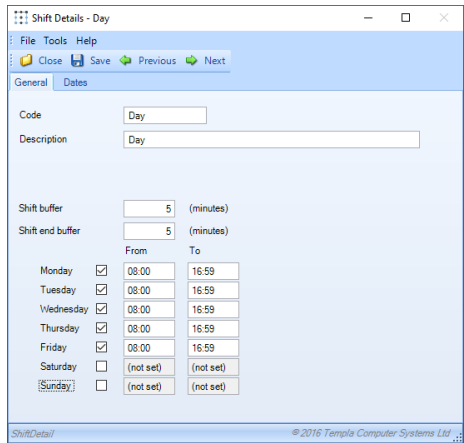 Shift Details - Day
File Tools Help
Close Save Previous Next
General Dates
Code Day
Description Day
Shift buffer 5 (minutes)
Shift end buffer 5 (minutes)
From To
Monday 08:00 16:59
Tuesday 08:00 16:59
Wednesday 08:00 16:59
Thursday 08:00 16:59
Friday 08:00 16:59
Saturday (not set) (not set)
Sunday (not set) (not set)
ShiftDetail © 2016 Templa Computer Systems Ltd